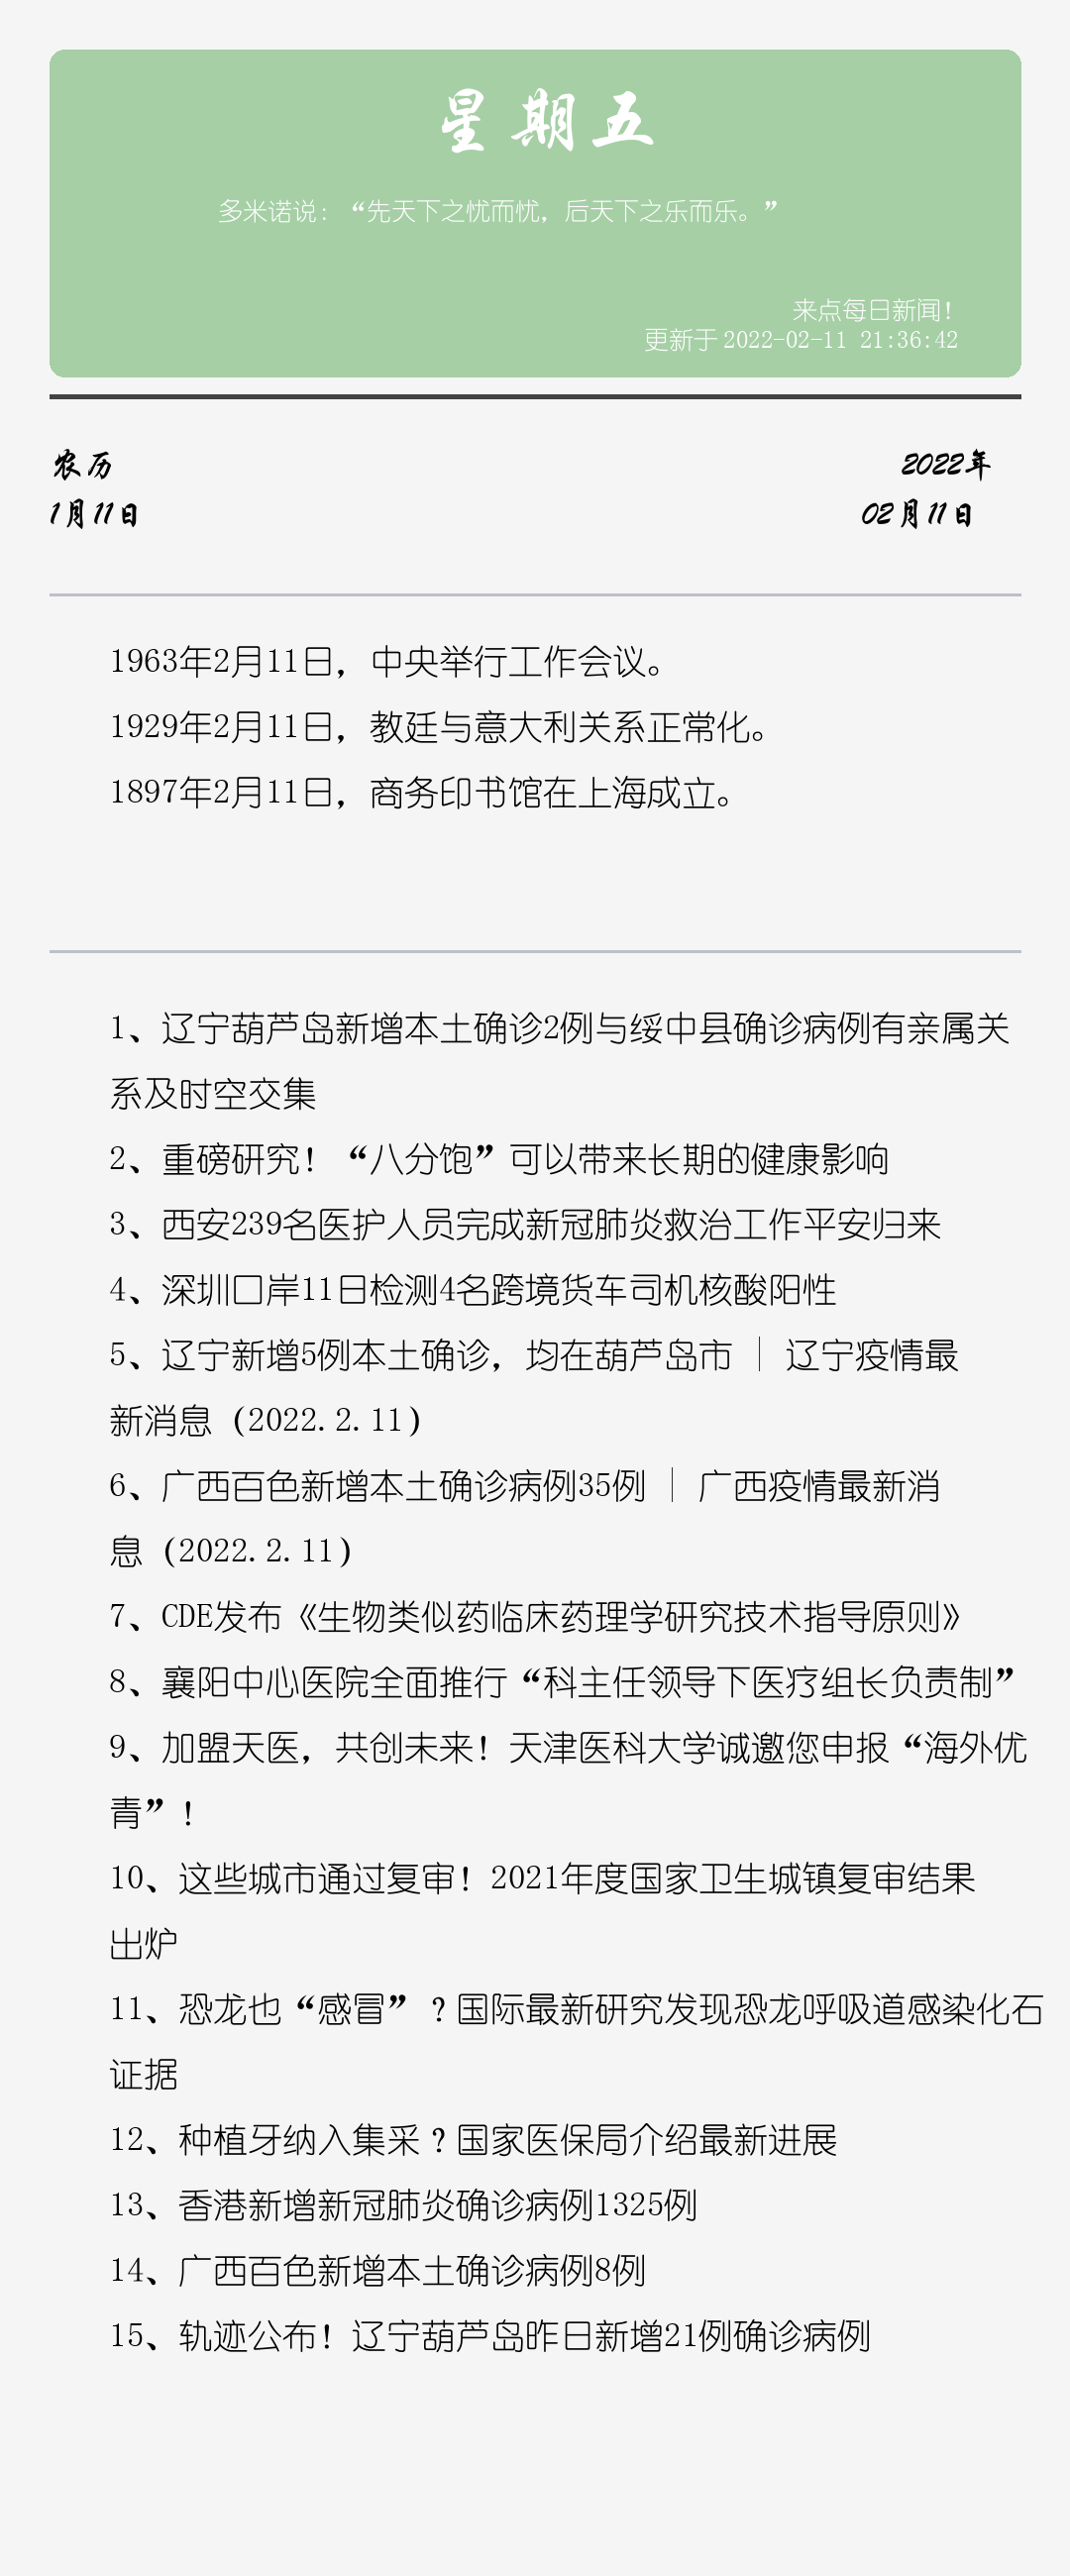 星期五
多米诺说：“先天下之忧而忧，后天下之乐而乐。”
来点每日新闻！
更新于 2022-02-11 21:36:42
农历
2022年
1月11日
02月11日
1963年2月11日，中央举行工作会议。
1929年2月11日，教廷与意大利关系正常化。
1897年2月11日，商务印书馆在上海成立。
1、辽宁葫芦岛新增本土确诊2例与绥中县确诊病例有亲属关
系及时空交集
2、重磅研究！“八分饱”可以带来长期的健康影响
3、西安239名医护人员完成新冠肺炎救治工作平安归来
4、深圳口岸11日检测4名跨境货车司机核酸阳性
5、辽宁新增5例本土确诊，均在葫芦岛市｜辽宁疫情最
新消息（2022.2.11）
6、广西百色新增本土确诊病例35例｜广西疫情最新消
息（2022.2.11）
7、CDE发布《生物类似药临床药理学研究技术指导原则》
8、襄阳中心医院全面推行“科主任领导下医疗组长负责制”
9、加盟天医，共创未来！天津医科大学诚邀您申报“海外优
青”！
10、这些城市通过复审！2021年度国家卫生城镇复审结果
出炉
11、恐龙也“感冒”？国际最新研究发现恐龙呼吸道感染化石
证据
12、种植牙纳入集采？国家医保局介绍最新进展
13、香港新增新冠肺炎确诊病例1325例
14、广西百色新增本土确诊病例8例
15、轨迹公布！辽宁葫芦岛昨日新增21例确诊病例